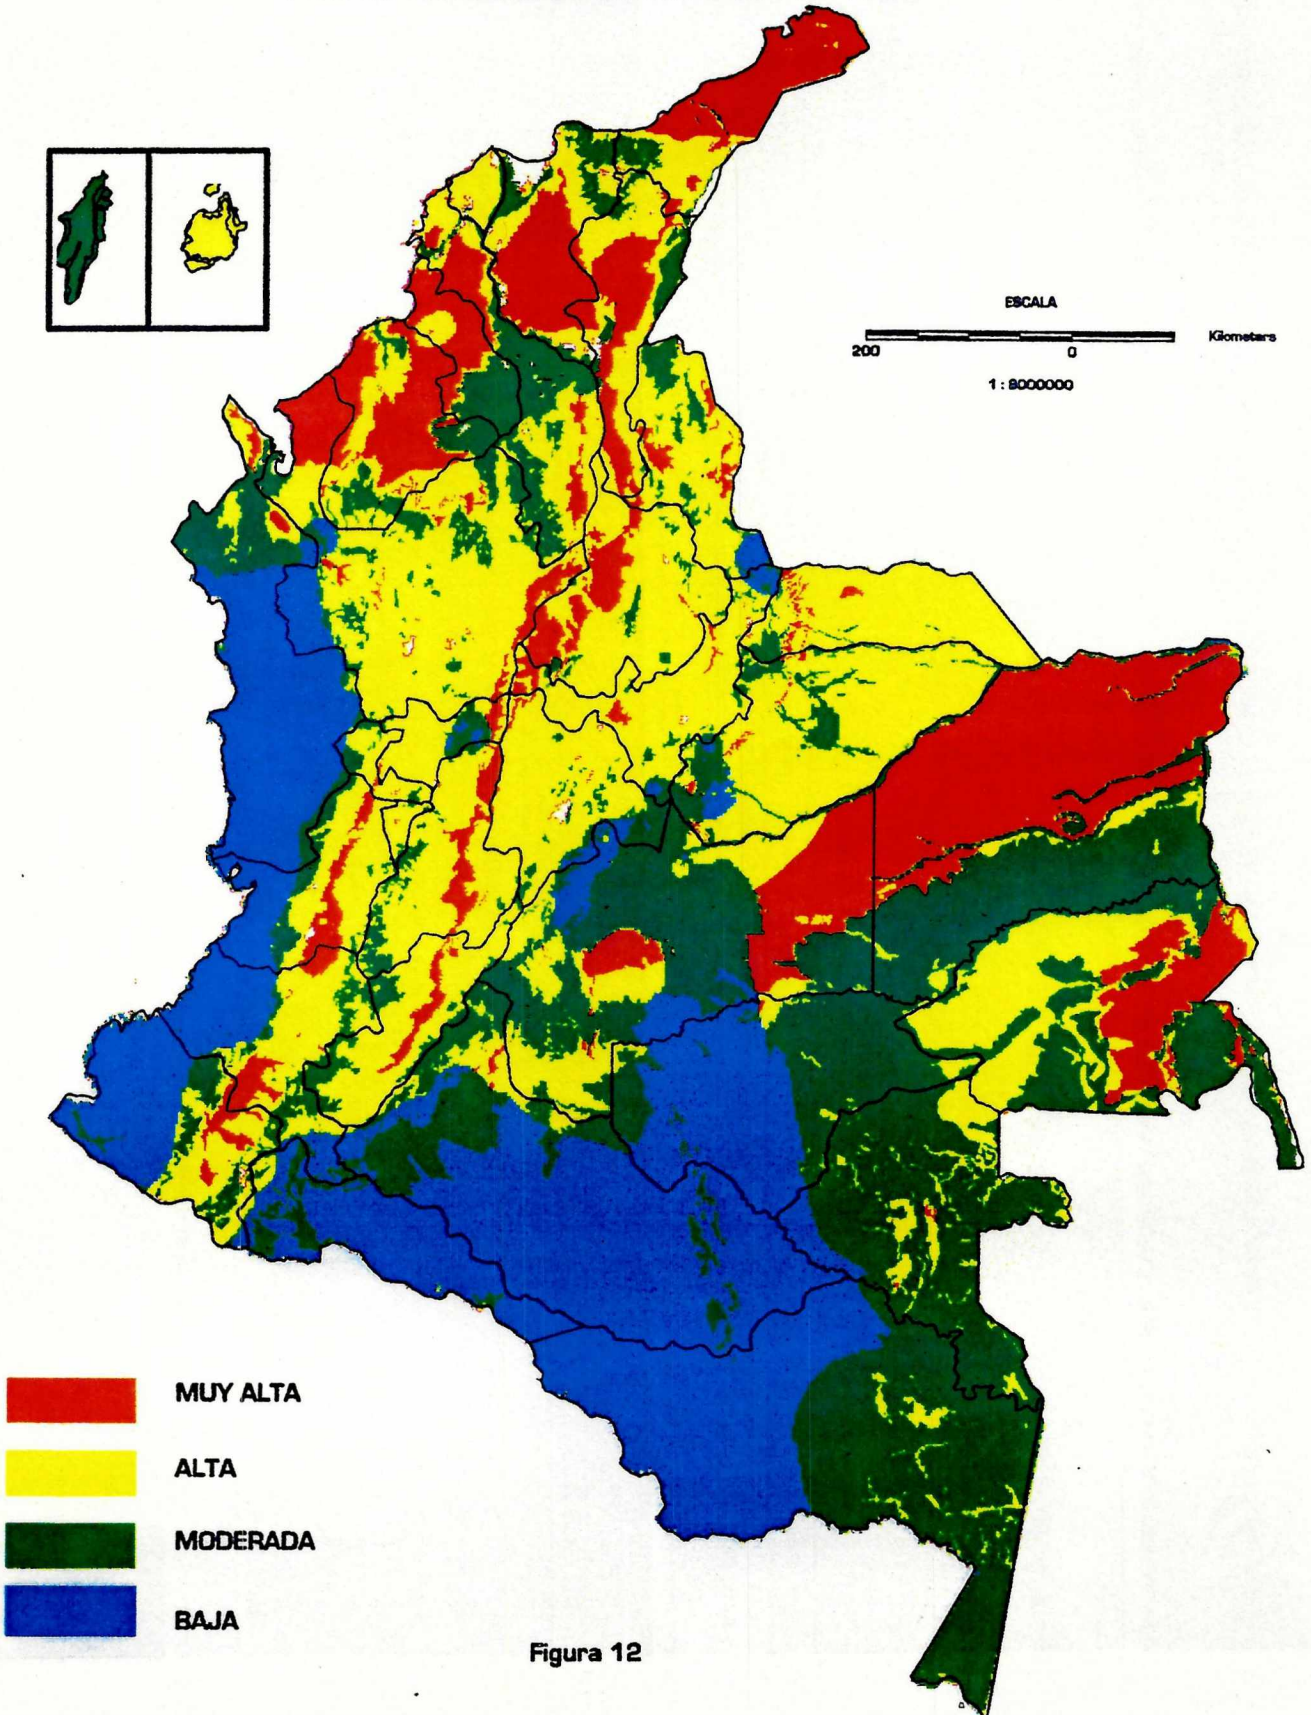 ESCALA
Kilometers
200 0
1 : 8000000
MUY ALTA
ALTA
MODERADA
BAJA
Figura 12